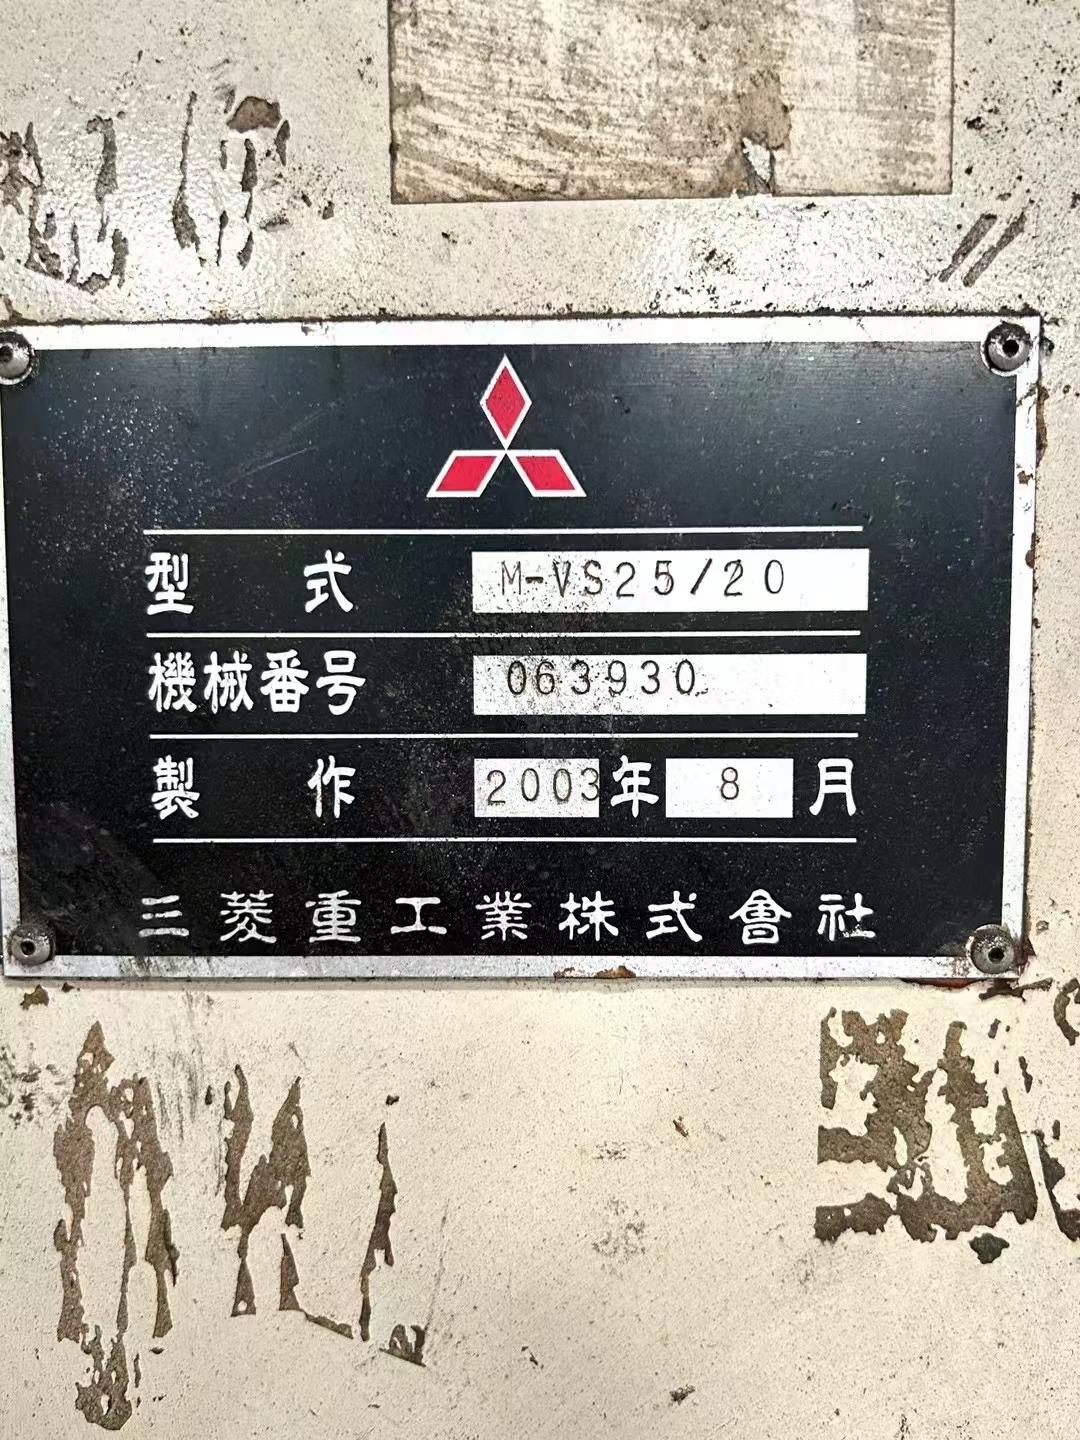 型式 M-VS25/20
機械番号 063930
製作 2003年 8月
三菱重工業株式會社